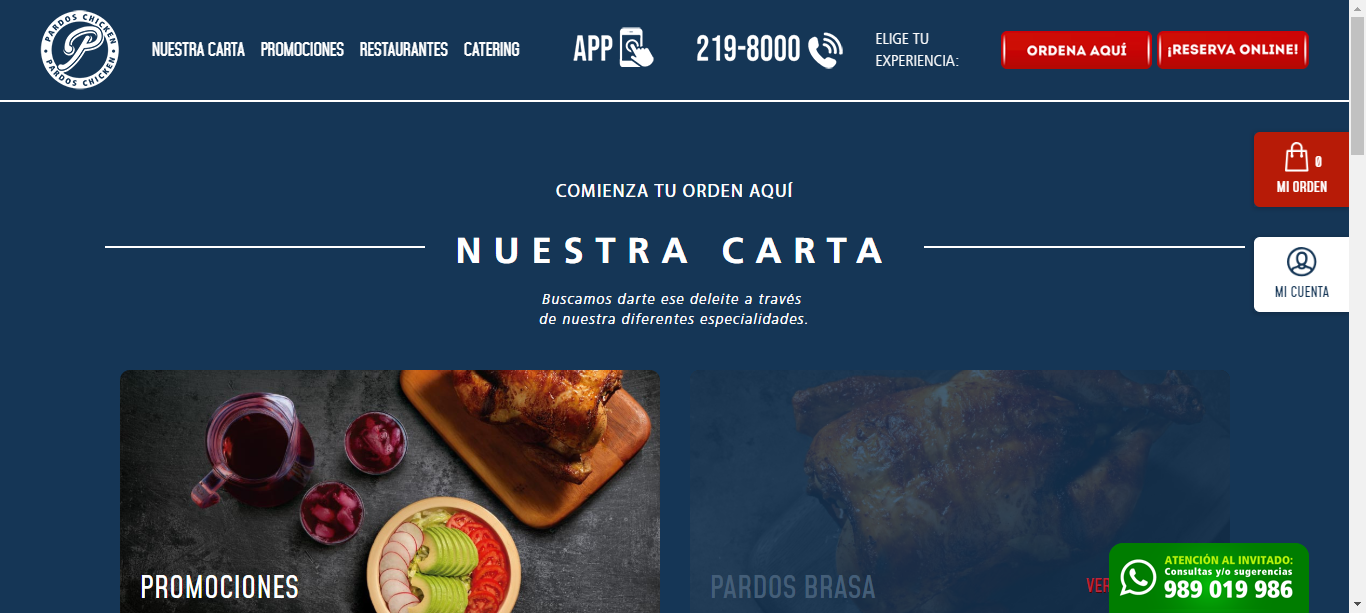 PARDOS CHICKEN
P
PARDOS CHICKEN
NUESTRA CARTA
PROMOCIONES
RESTAURANTES
CATERING
APP
219-8000
ELIGE TU
EXPERIENCIA:
ORDENA AQUÍ
¡RESERVA ONLINE!
0
MI ORDEN
MI CUENTA
COMIENZA TU ORDEN AQUÍ
NUESTRA CARTA
Buscamos darte ese deleite a través
de nuestra diferentes especialidades.
PROMOCIONES
PARDOS BRASA
VER
ATENCIÓN AL INVITADO:
Consultas y/o sugerencias
989 019 986